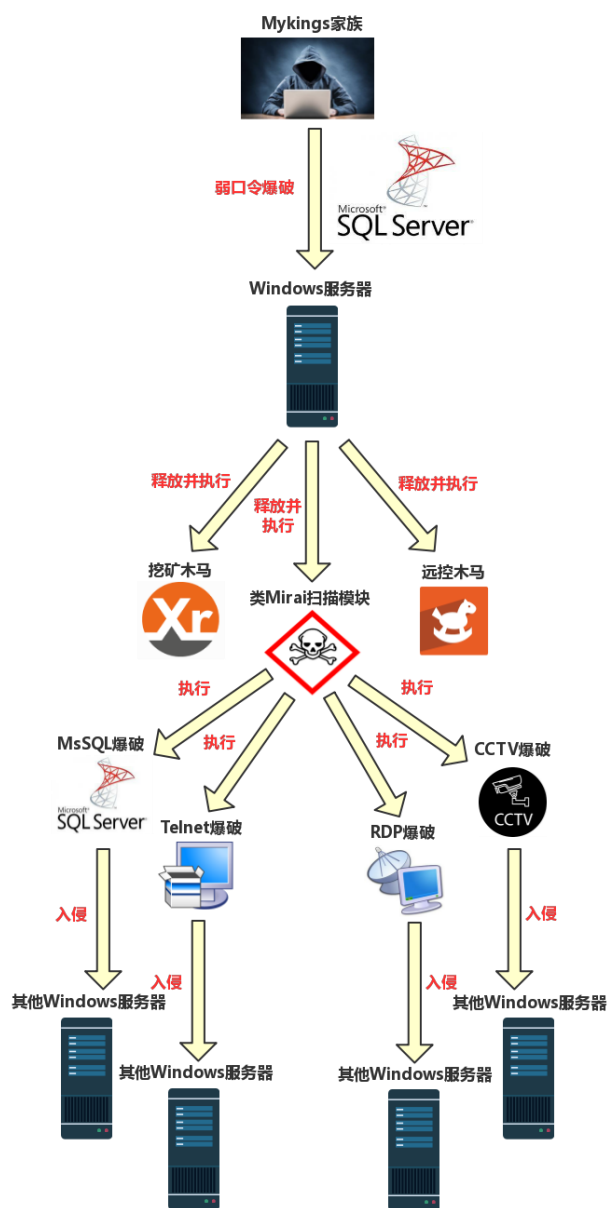 Mykings家族
弱口令爆破
Microsoft®
SQL Server
Windows服务器
释放并执行
释放并
执行
释放并执行
挖矿木马
Xr
类Mirai扫描模块
远控木马
执行
执行
执行
执行
MsSQL爆破
Microsoft®
SQL Server
Telnet爆破
RDP爆破
CCTV爆破
CCTV
入侵
入侵
入侵
入侵
其他Windows服务器
其他Windows服务器
其他Windows服务器
其他Windows服务器